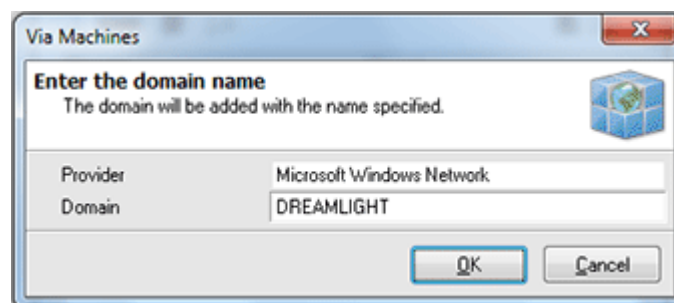 Via Machines
Enter the domain name
The domain will be added with the name specified.
Provider Microsoft Windows Network
Domain DREAMLIGHT
OK Cancel